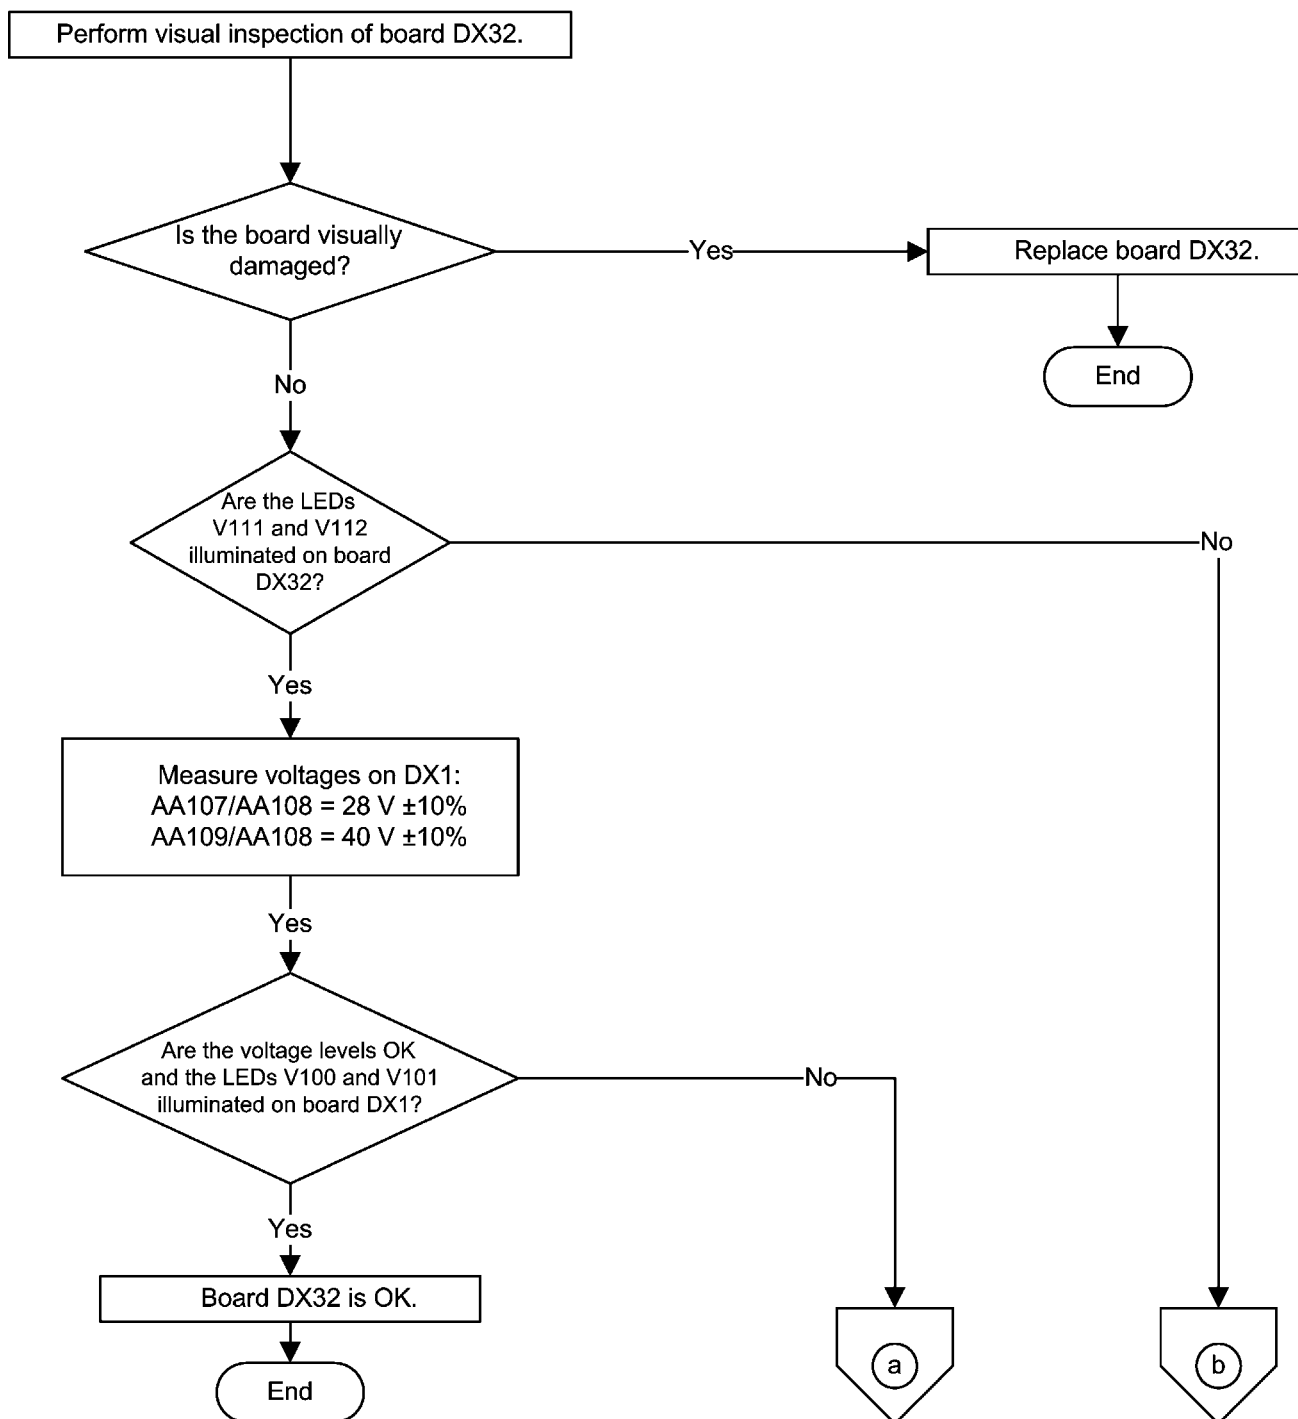 Perform visual inspection of board DX32.
Is the board visually
damaged?
Yes
Replace board DX32.
End
No
Are the LEDs
V111 and V112
illuminated on board
DX32?
No
Yes
Measure voltages on DX1:
AA107/AA108 = 28 V ±10%
AA109/AA108 = 40 V ±10%
Yes
Are the voltage levels OK
and the LEDs V100 and V101
illuminated on board DX1?
No
Yes
Board DX32 is OK.
End
a
b